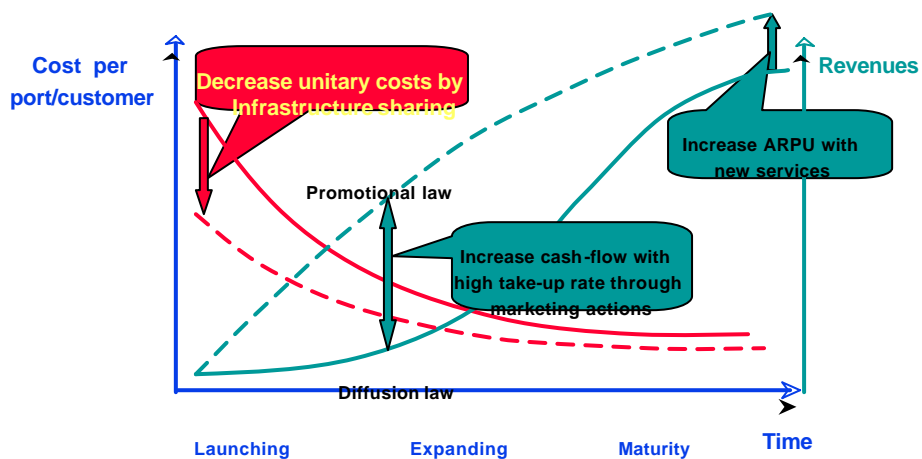 Cost per
port/customer
Decrease unitary costs by
Infrastructure sharing
Revenues
Increase ARPU with
new services
Promotional law
Increase cash-flow with
high take-up rate through
marketing actions
Diffusion law
Launching
Expanding
Maturity
Time